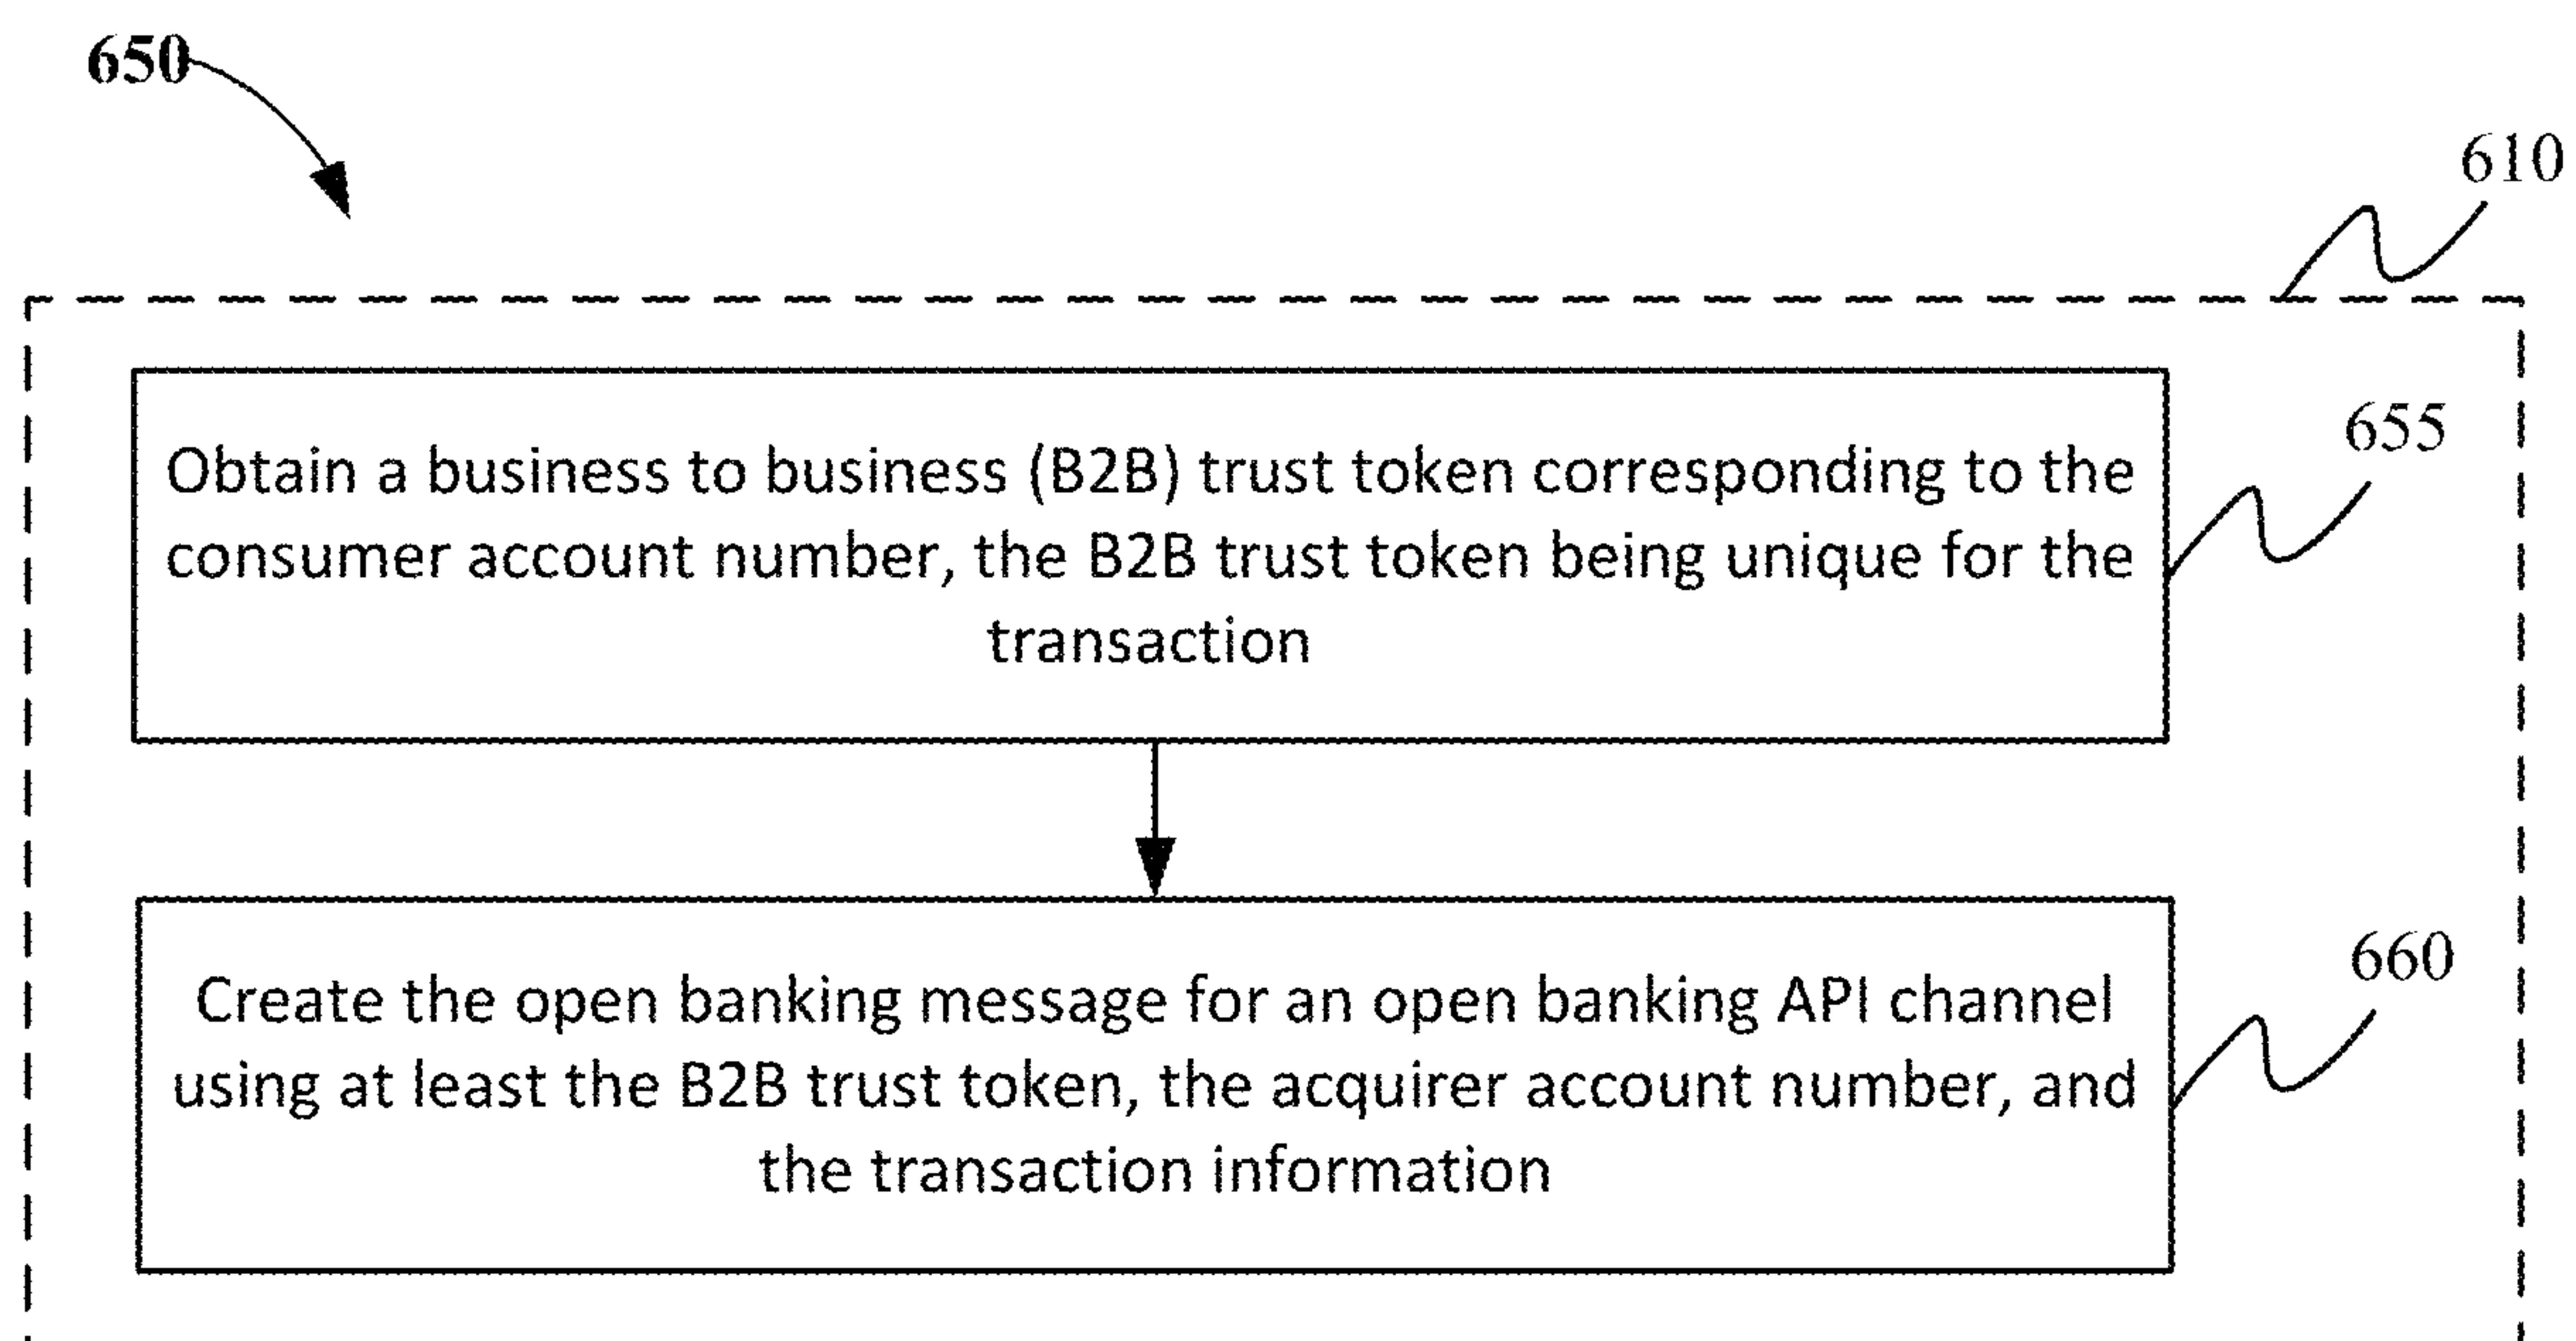 650
610
Obtain a business to business (B2B) trust token corresponding to the
consumer account number, the B2B trust token being unique for the
transaction
655
Create the open banking message for an open banking API channel
using at least the B2B trust token, the acquirer account number, and
the transaction information
660